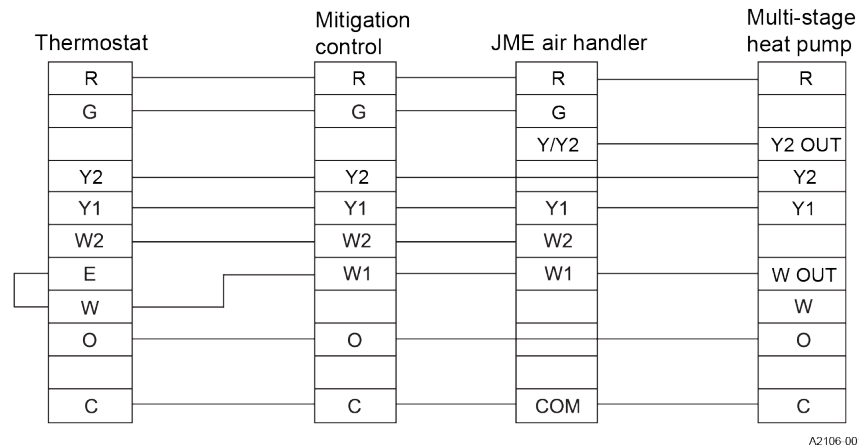 Thermostat
Mitigation
control
JME air handler
Multi-stage
heat pump
R R R R
G G G
Y/Y2 Y2 OUT
Y2 Y2 Y2
Y1 Y1 Y1 Y1
W2 W2 W2
E W1 W1 W OUT
W W
O O O
C C COM C
A2106-00